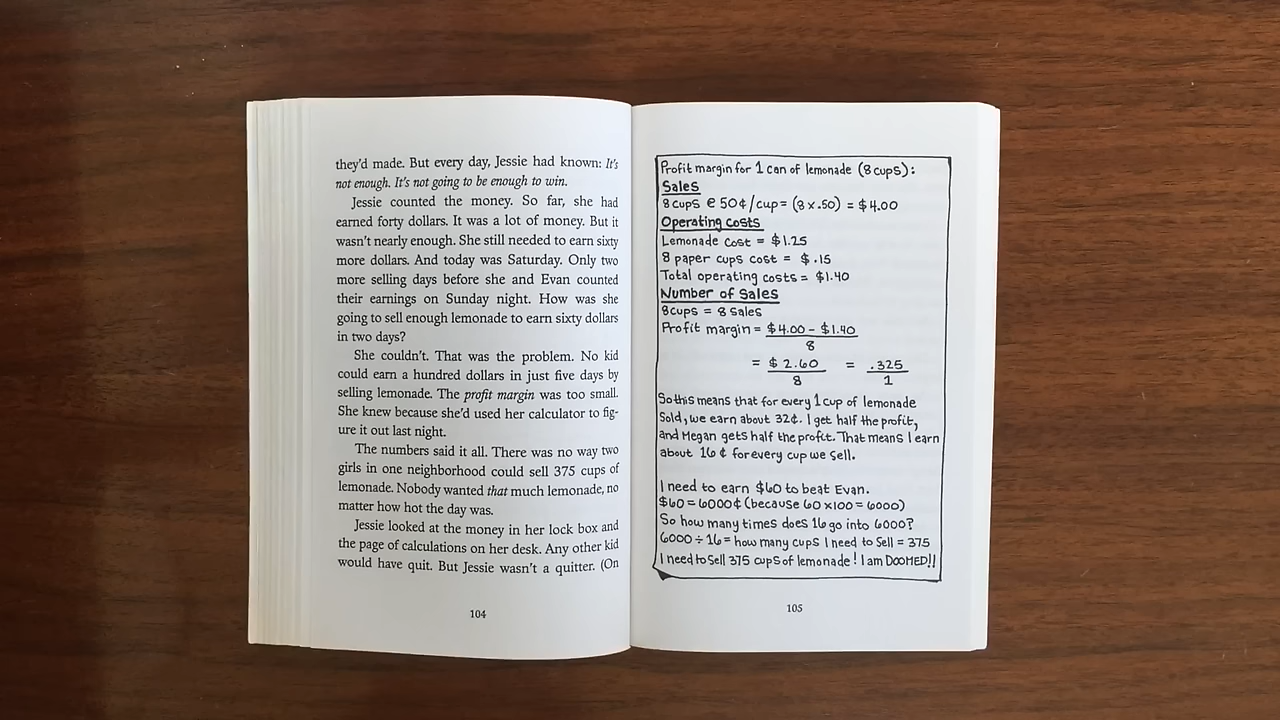 they'd made. But every day, Jessie had known: It's
not enough. It's not going to be enough to win.
Jessie counted the money. So far, she had
earned forty dollars. It was a lot of money. But it
wasn't nearly enough. She still needed to earn sixty
more dollars. And today was Saturday. Only two
more selling days before she and Evan counted
their earnings on Sunday night. How was she
going to sell enough lemonade to earn sixty dollars
in two days?
She couldn't. That was the problem. No kid
could earn a hundred dollars in just five days by
selling lemonade. The profit margin was too small.
She knew because she'd used her calculator to fig-
ure it out last night.
The numbers said it all. There was no way two
girls in one neighborhood could sell 375 cups of
lemonade. Nobody wanted that much lemonade, no
matter how hot the day was.
Jessie looked at the money in her lock box and
the page of calculations on her desk. Any other kid
would have quit. But Jessie wasn't a quitter. (On
104
Profit margin for 1 can of lemonade (8 cups):
Sales
8 cups @ 50¢/cup = (8 x .50) = $4.00
Operating costs
Lemonade cost = $1.25
8 paper cups cost = $.15
Total operating costs = $1.40
Number of Sales
8 cups = 8 sales
Profit margin = $4.00 - $1.40
8
= $2.60 = .325
8 1
So this means that for every 1 cup of lemonade
sold, we earn about 32¢. I get half the profit,
and Megan gets half the profit. That means I earn
about 16¢ for every cup we sell.
I need to earn $60 to beat Evan.
$60 = 6000¢ (because 60 x 100 = 6000)
So how many times does 16 go into 6000?
6000 ÷ 16 = how many cups I need to sell = 375
I need to sell 375 cups of lemonade! I am DOOMED!!
105